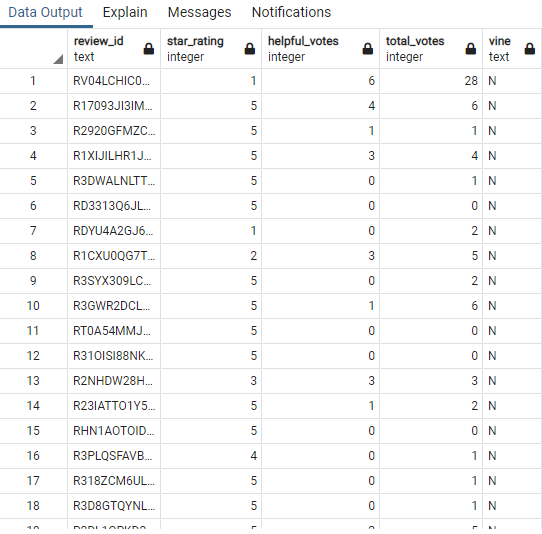 Data Output Explain Messages Notifications
review_id star_rating helpful_votes total_votes vine
text integer integer integer text
1 RV04LCHIC0... 1 6 28 N
2 R17093JI3IM... 5 4 6 N
3 R2920GFMZC... 5 1 1 N
4 R1XIJILHR1J... 5 3 4 N
5 R3DWALNLTT... 5 0 1 N
6 RD3313Q6JL... 5 0 0 N
7 RDYU4A2GJ6... 1 0 2 N
8 R1CXU0QG7T... 2 3 5 N
9 R3SYX309LC... 5 0 2 N
10 R3GWR2DCL... 5 1 6 N
11 RT0A54MMJ... 5 0 0 N
12 R31OISI88NK... 5 0 0 N
13 R2NHDW28H... 3 3 3 N
14 R23IATTO1Y5... 5 1 2 N
15 RHN1AOTOID... 5 0 0 N
16 R3PLQSFAVB... 4 0 1 N
17 R318ZCM6UL... 5 0 1 N
18 R3D8GTQYNL... 5 0 1 N